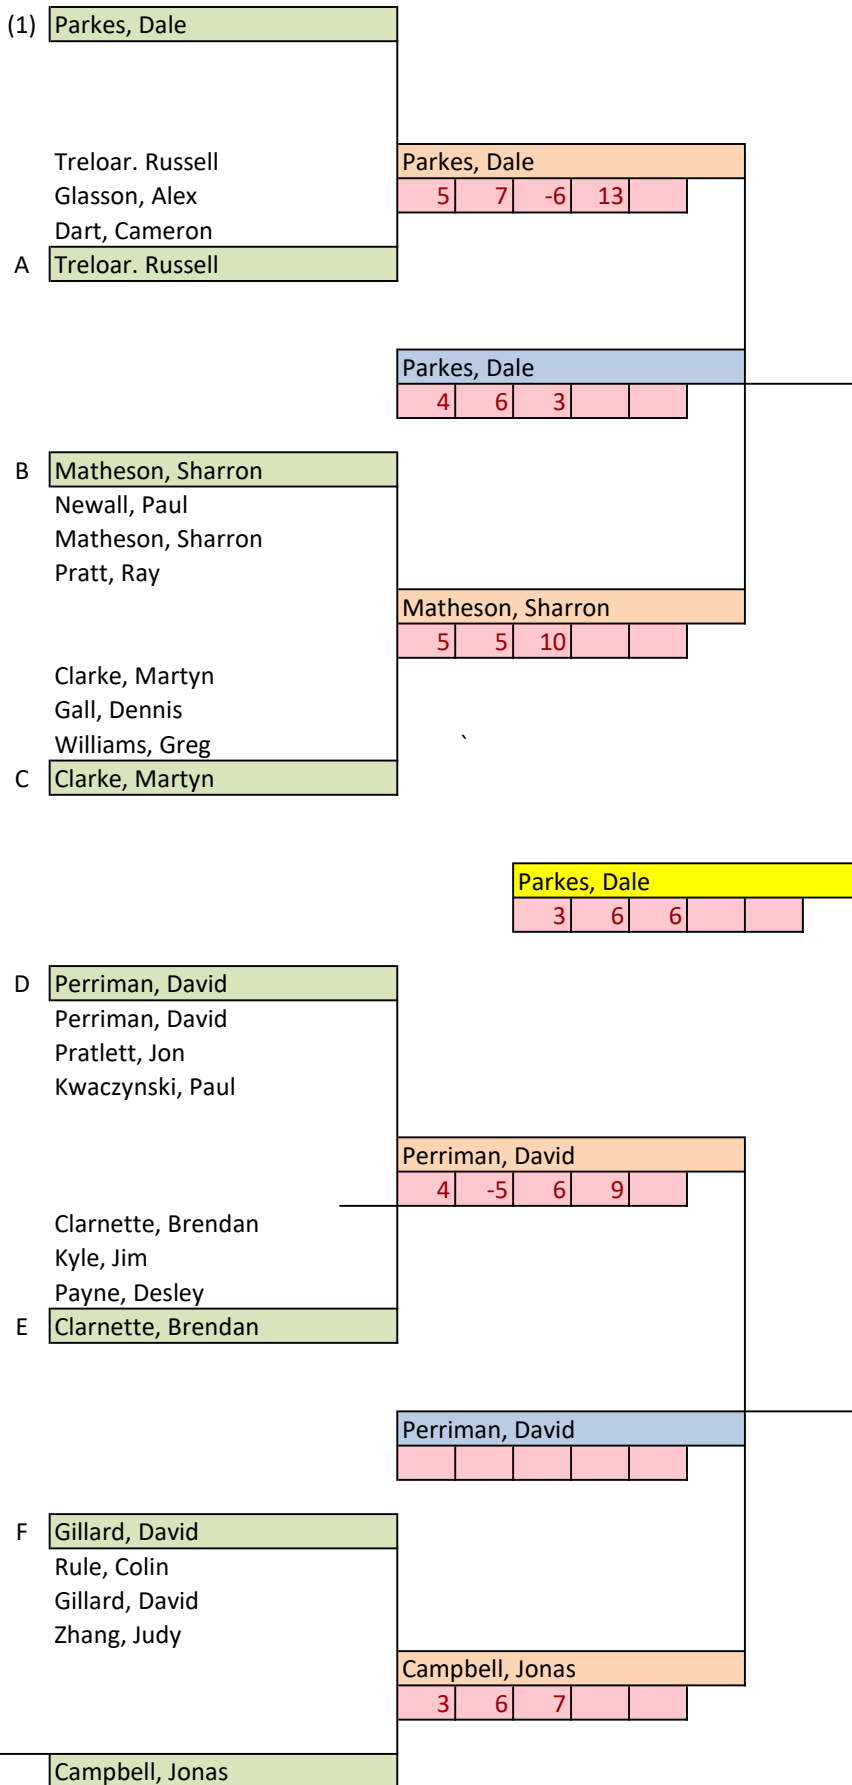 (1) Parkes, Dale
Treloar. Russell
Parkes, Dale
Glasson, Alex
5 7 -6 13
Dart, Cameron
A Treloar. Russell
Parkes, Dale
4 6 3
B Matheson, Sharron
Newall, Paul
Matheson, Sharron
Pratt, Ray
Matheson, Sharron
5 5 10
Clarke, Martyn
Gall, Dennis
Williams, Greg `
C Clarke, Martyn
Parkes, Dale
3 6 6
D Perriman, David
Perriman, David
Pratlett, Jon
Kwaczynski, Paul
Perriman, David
4 -5 6 9
Clarnette, Brendan
Kyle, Jim
Payne, Desley
E Clarnette, Brendan
Perriman, David
F Gillard, David
Rule, Colin
Gillard, David
Zhang, Judy
Campbell, Jonas
3 6 7
Campbell, Jonas